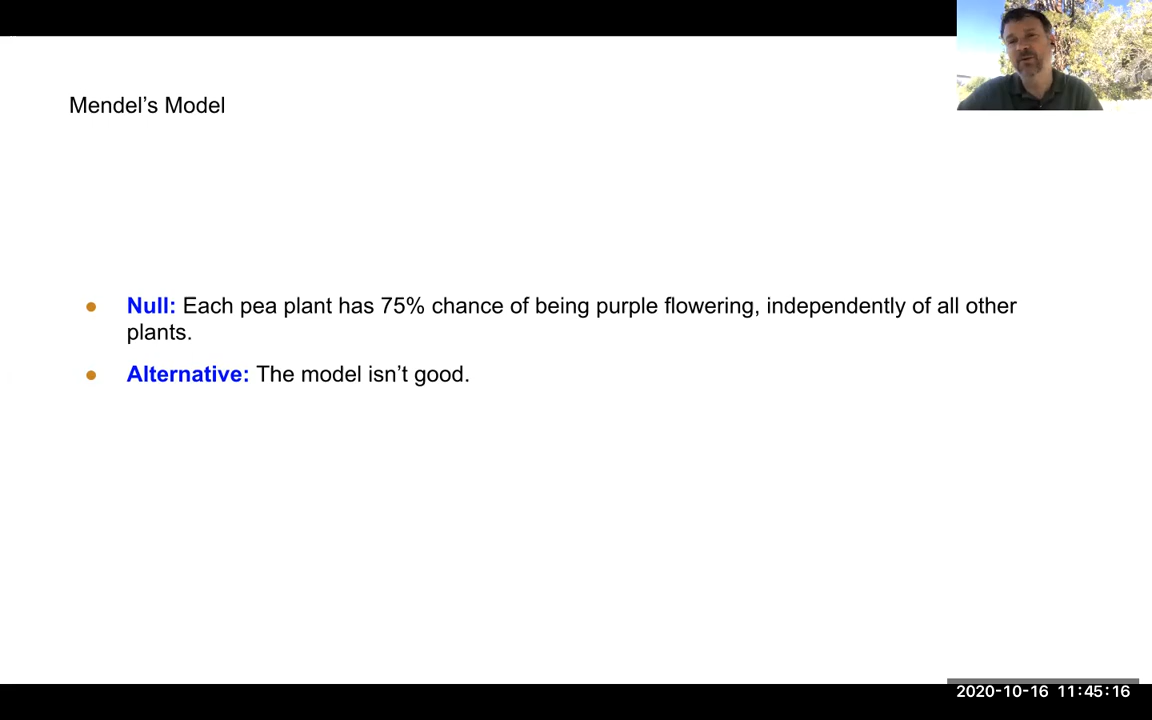 Mendel’s Model
● Null: Each pea plant has 75% chance of being purple flowering, independently of all other
plants.
● Alternative: The model isn’t good.
2020-10-16 11:45:16